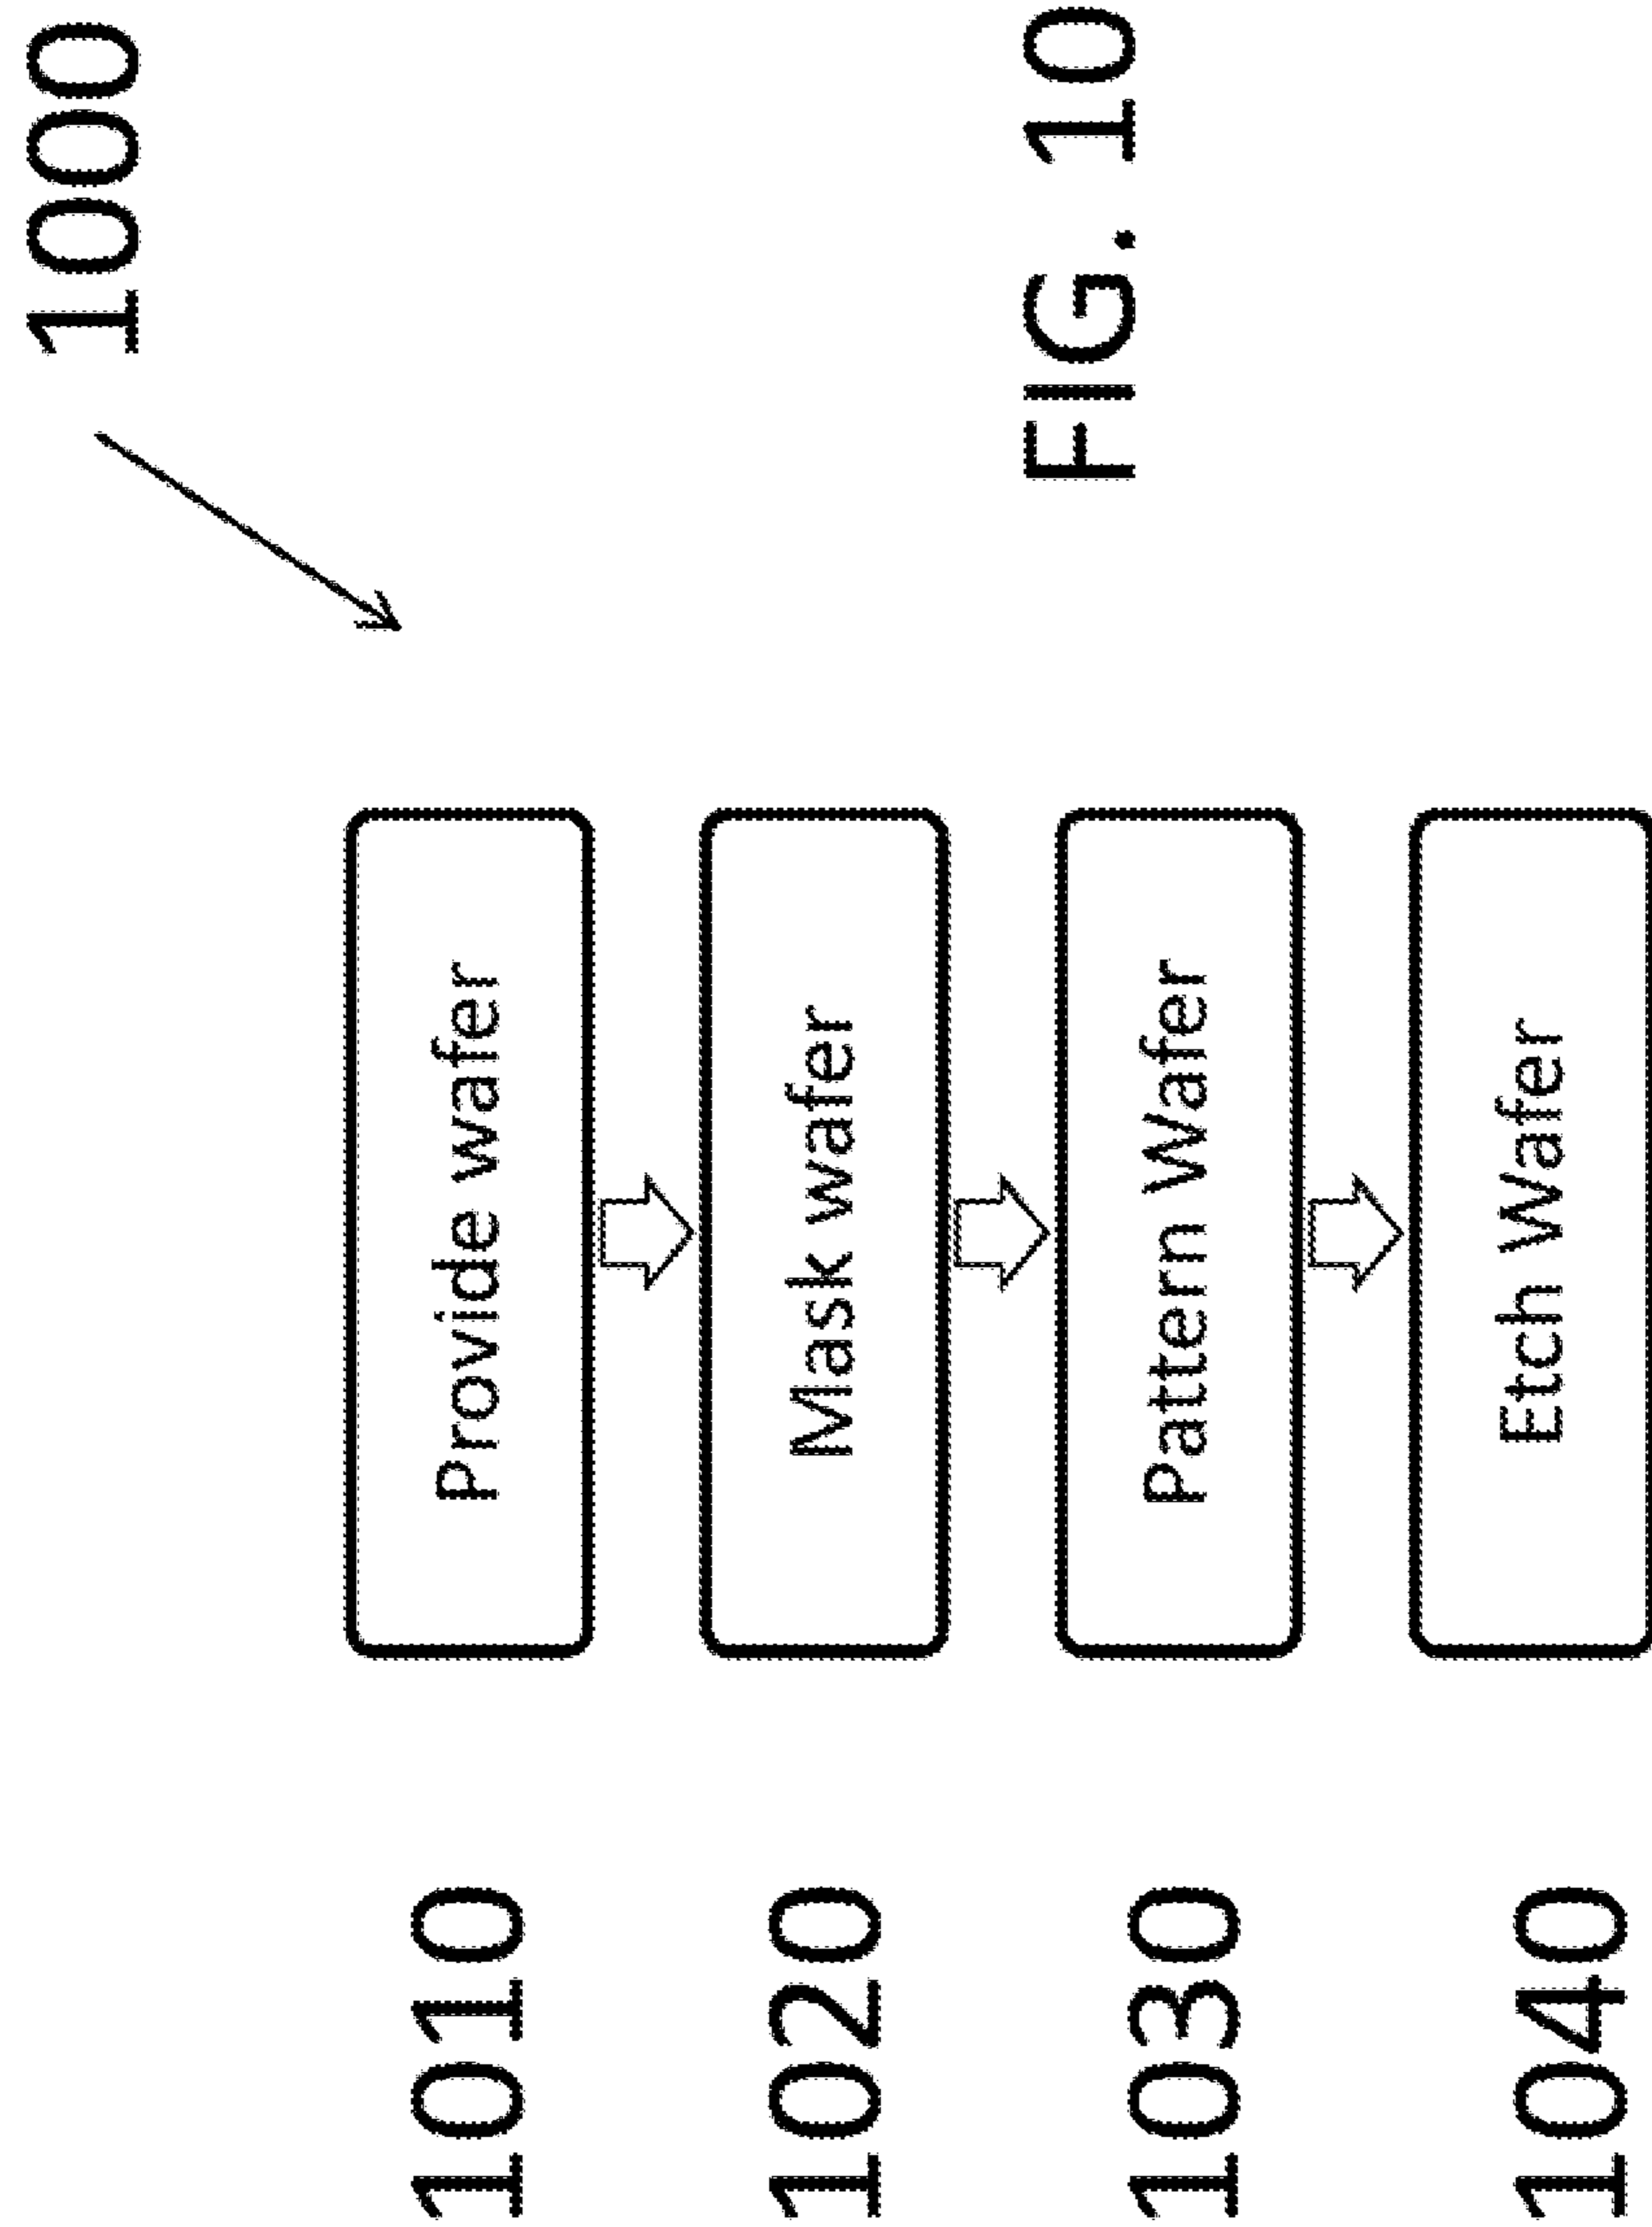 1000
1010 Provide wafer
1020 Mask wafer
1030 Pattern Wafer
1040 Etch Wafer
FIG. 10